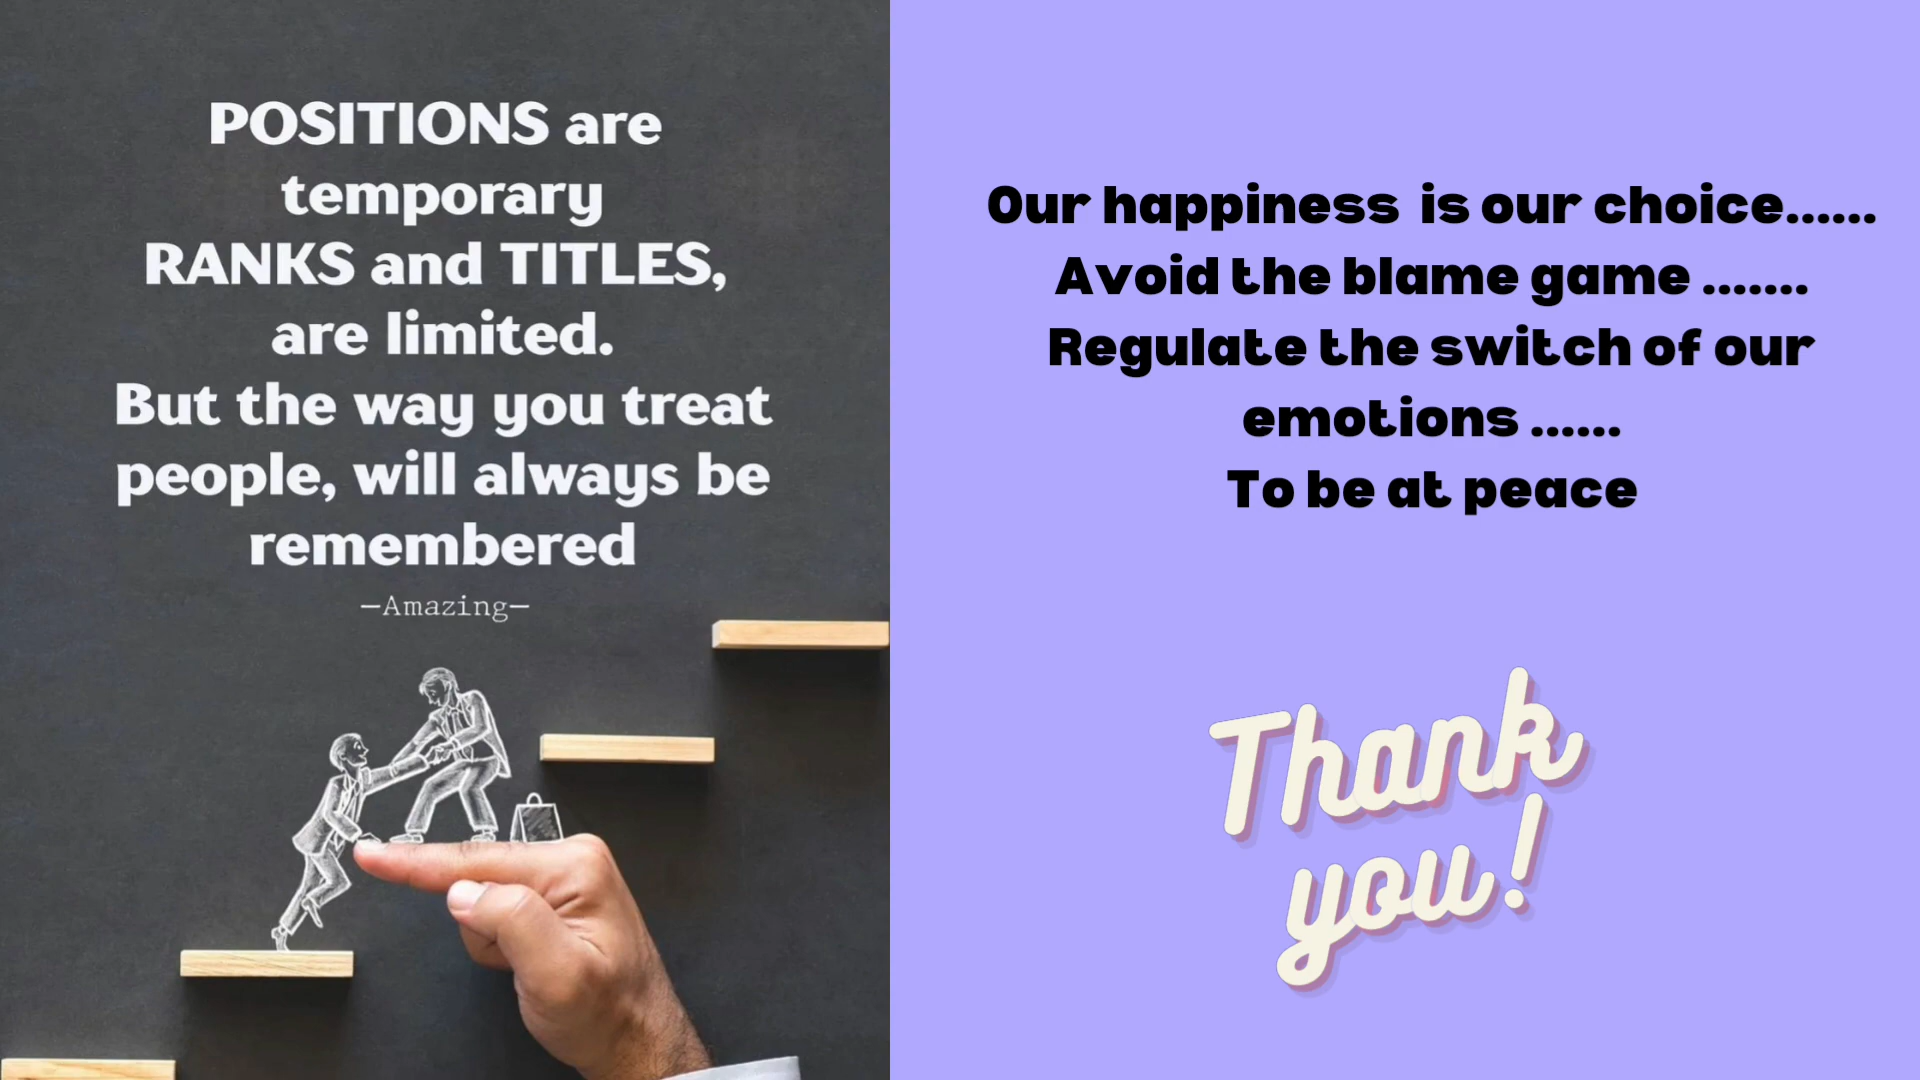 POSITIONS are
temporary
RANKS and TITLES,
are limited.
But the way you treat
people, will always be
remembered
—Amazing—
Our happiness is our choice......
Avoid the blame game .......
Regulate the switch of our
emotions ......
To be at peace
Thank
you!